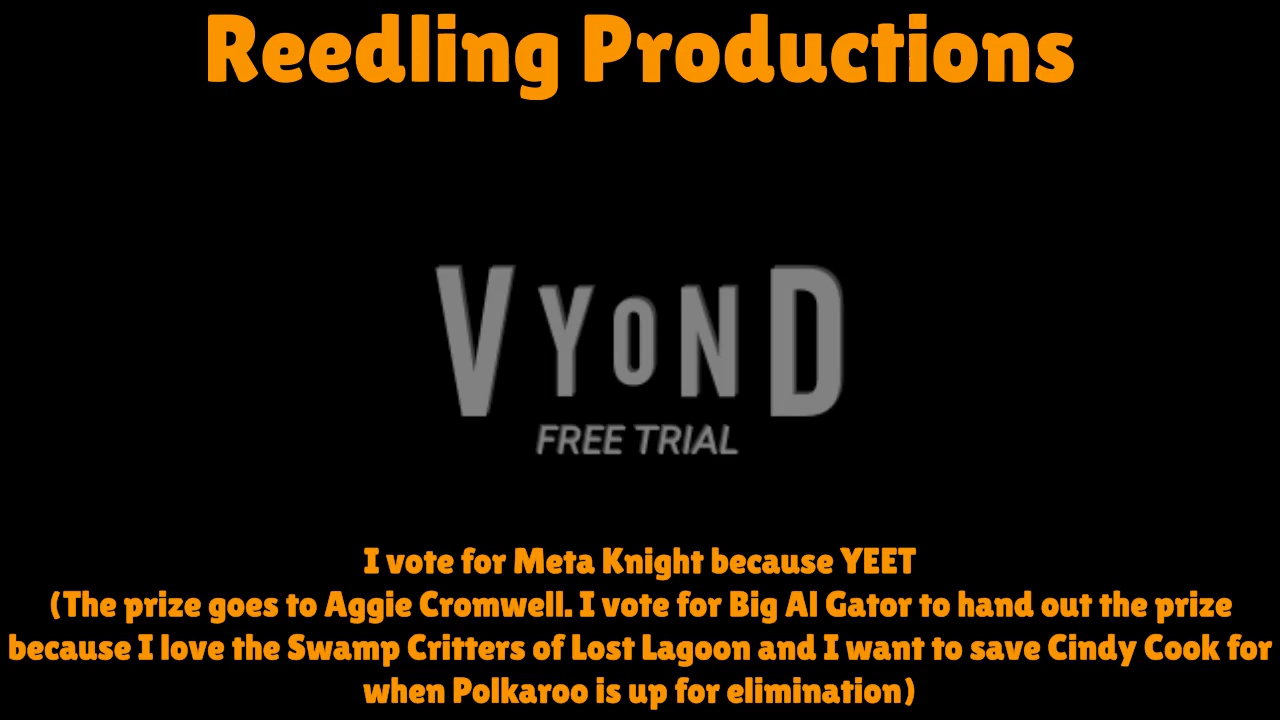 Reedling Productions
VYOND
FREE TRIAL
I vote for Meta Knight because YEET
(The prize goes to Aggie Cromwell. I vote for Big Al Gator to hand out the prize
because I love the Swamp Critters of Lost Lagoon and I want to save Cindy Cook for
when Polkaroo is up for elimination)